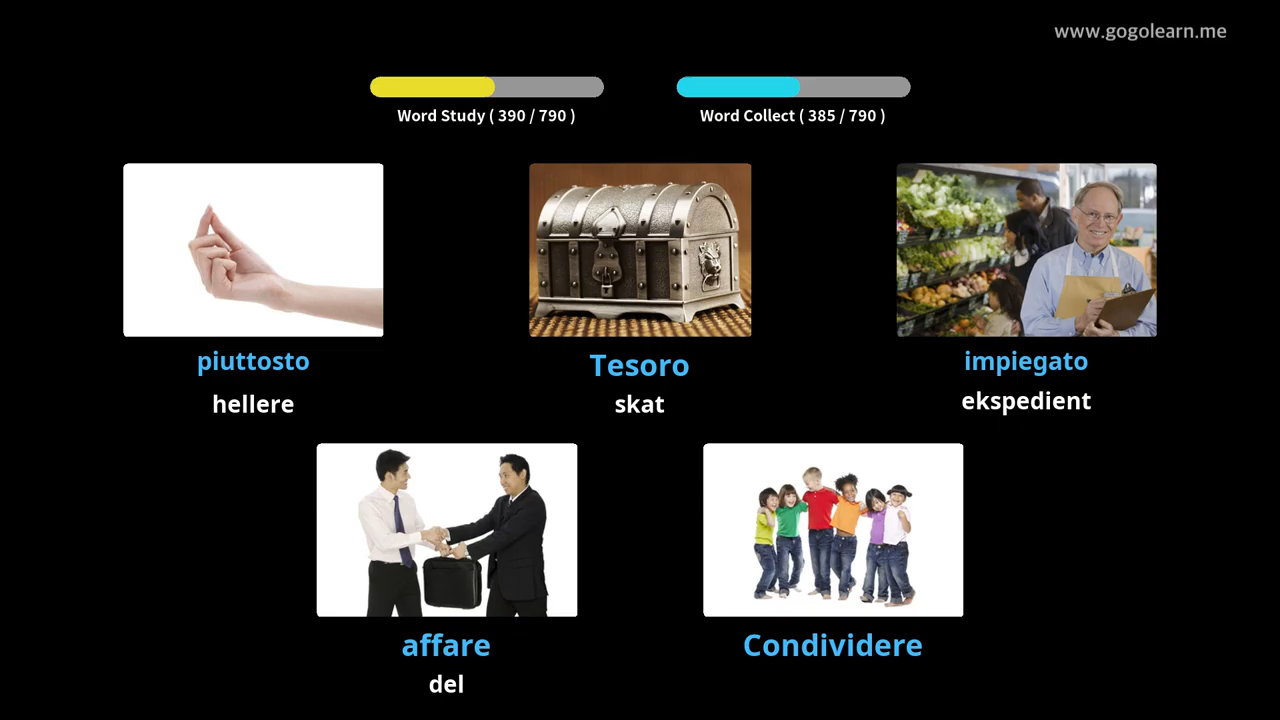 www.gogolearn.me
Word Study ( 390 / 790 )
Word Collect ( 385 / 790 )
piuttosto
hellere
Tesoro
skat
impiegato
ekspedient
affare
del
Condividere